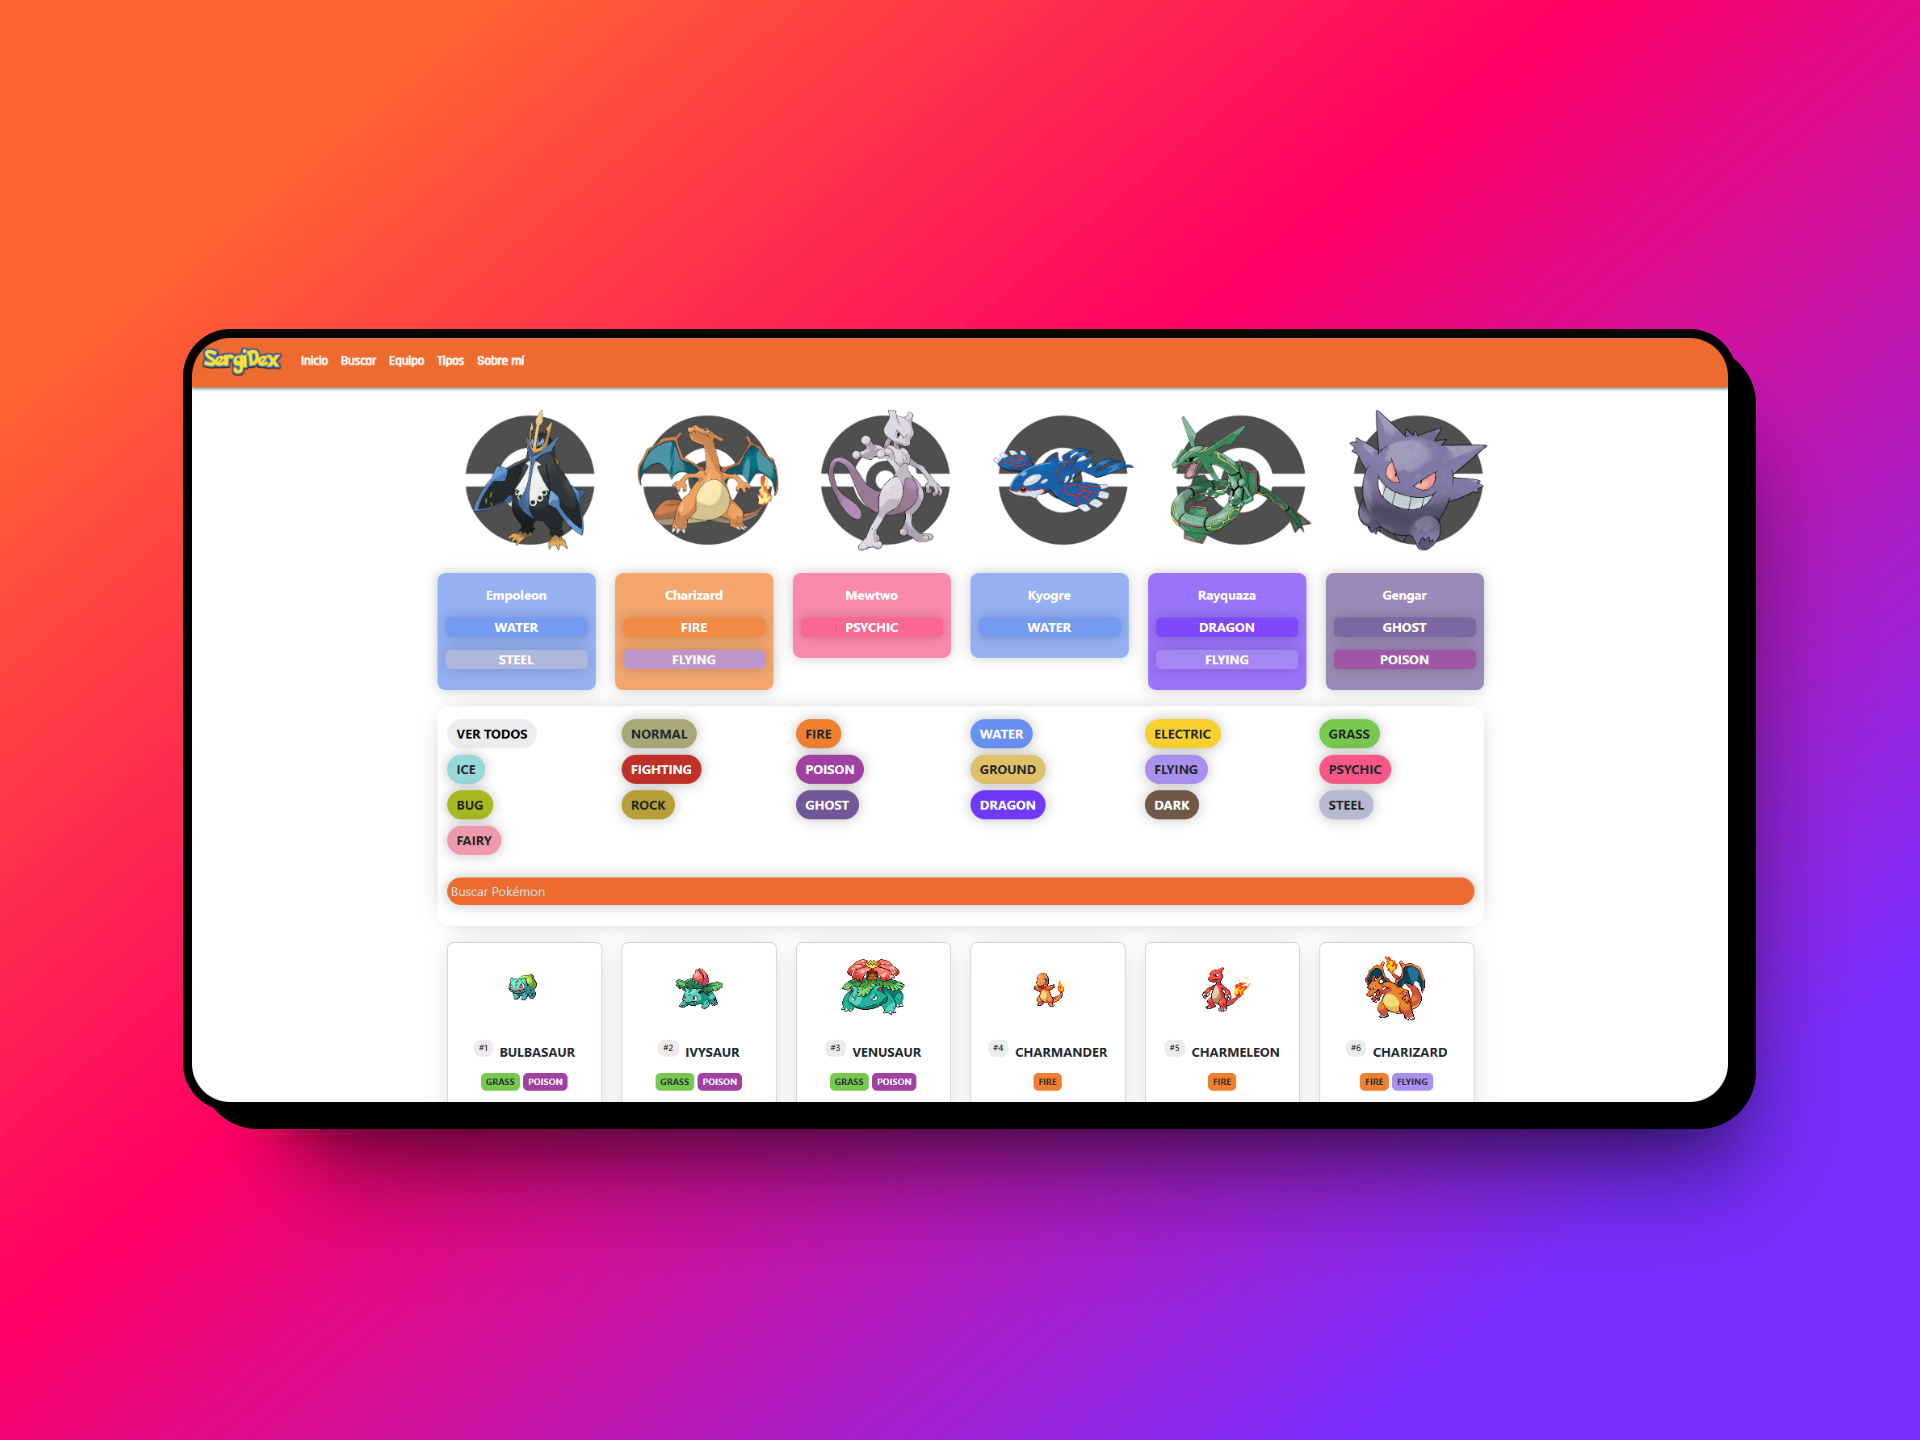 SergiDex Inicio Buscar Equipo Tipos Sobre mí
Empoleon Charizard Mewtwo Kyogre Rayquaza Gengar
WATER FIRE PSYCHIC WATER DRAGON GHOST
STEEL FLYING FLYING POISON
VER TODOS NORMAL FIRE WATER ELECTRIC GRASS
ICE FIGHTING POISON GROUND FLYING PSYCHIC
BUG ROCK GHOST DRAGON DARK STEEL
FAIRY
Buscar Pokémon
#1 BULBASAUR #2 IVYSAUR #3 VENUSAUR #4 CHARMANDER #5 CHARMELEON #6 CHARIZARD
GRASS POISON GRASS POISON GRASS POISON FIRE FIRE FIRE FLYING